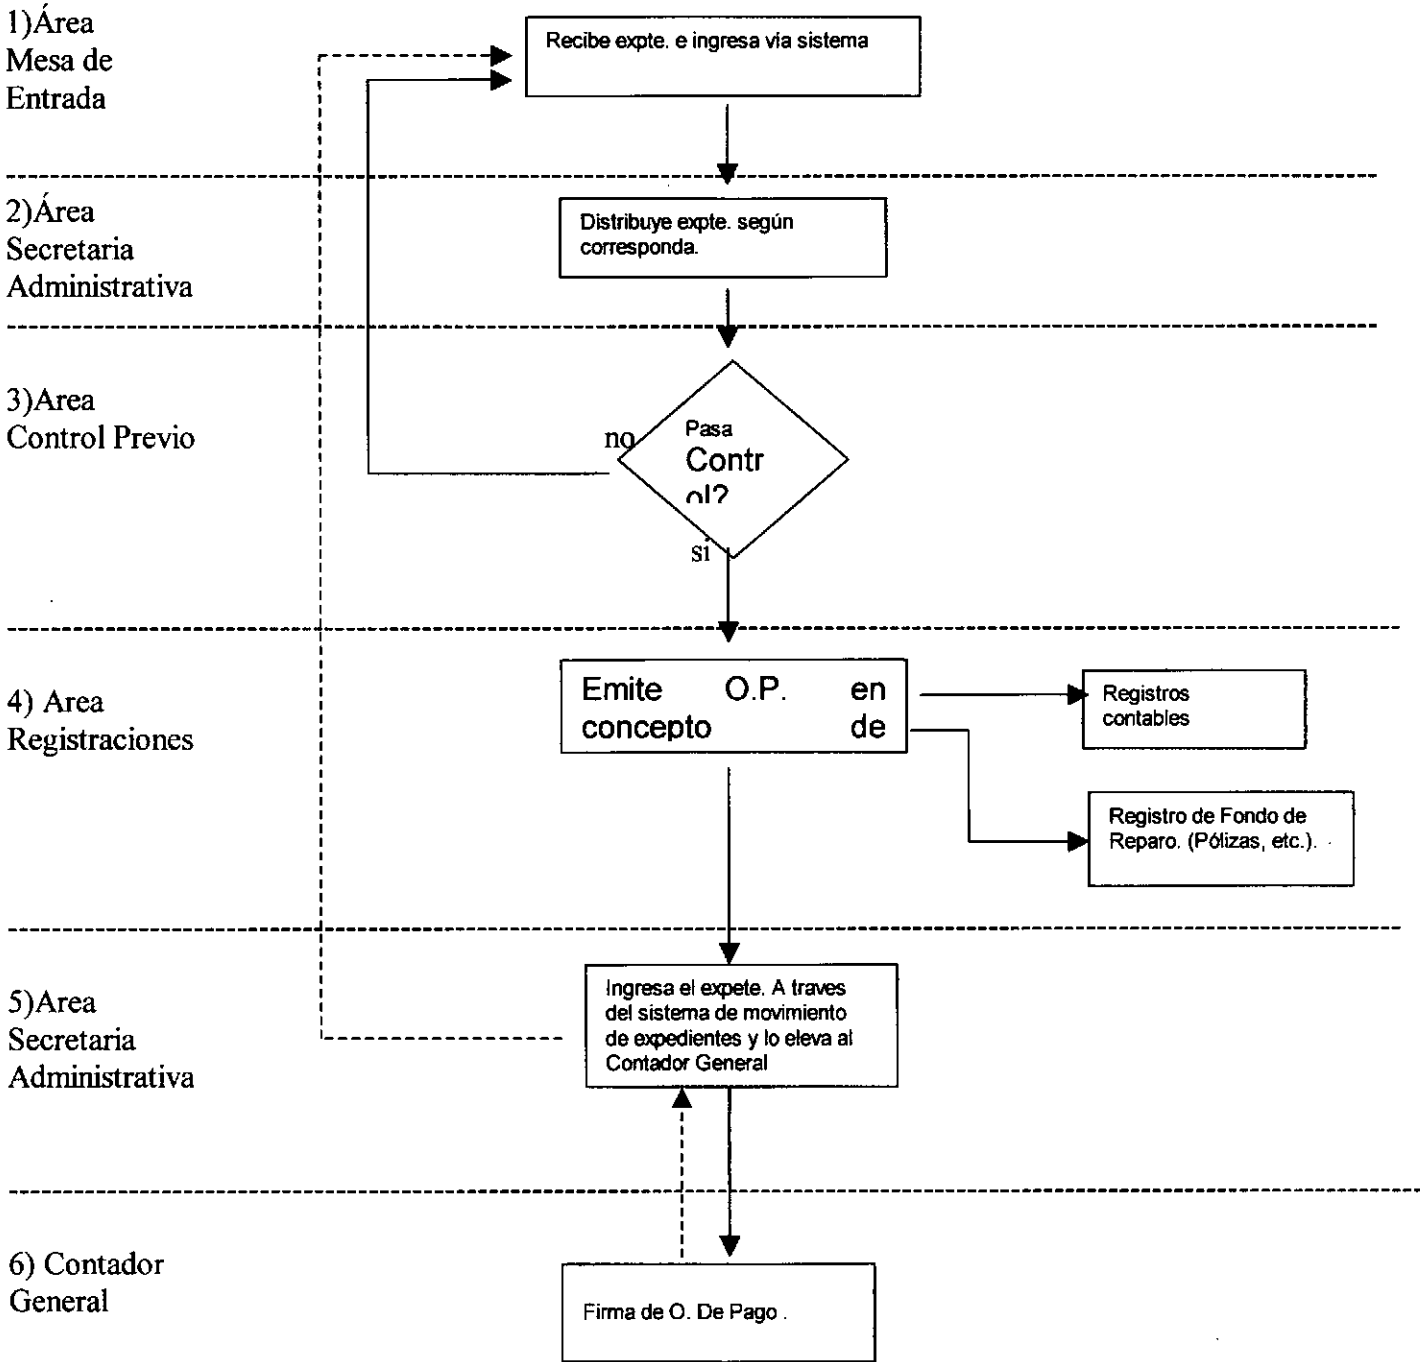 1)Área
Mesa de
Entrada
Recibe expte. e ingresa via sistema
2)Área
Secretaria
Administrativa
Distribuye expte. según
corresponda.
3)Area
Control Previo
no
Pasa
Contr
ol?
si
4) Area
Registraciones
Emite O.P. en
concepto de
Registros
contables
Registro de Fondo de
Reparo. (Pólizas, etc.).
5)Area
Secretaria
Administrativa
Ingresa el expete. A traves
del sistema de movimiento
de expedientes y lo eleva al
Contador General
6) Contador
General
Firma de O. De Pago .